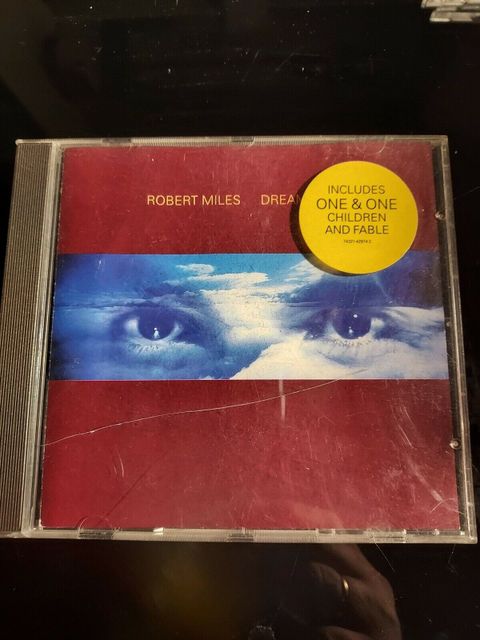 ROBERT MILES DREA
INCLUDES
ONE & ONE
CHILDREN
AND FABLE